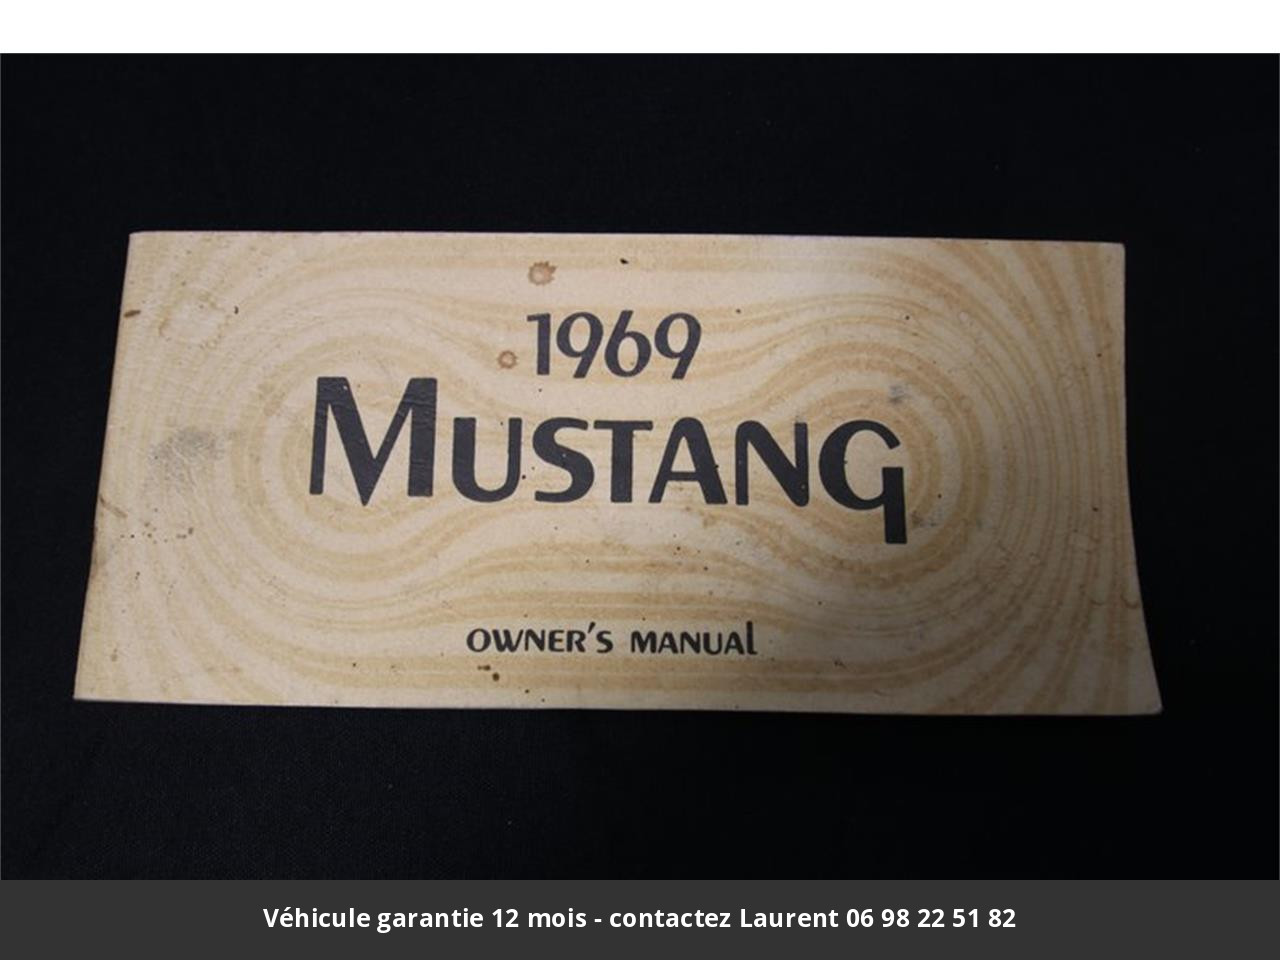 1969
MUSTANG
OWNER'S MANUAL
Véhicule garantie 12 mois - contactez Laurent 06 98 22 51 82